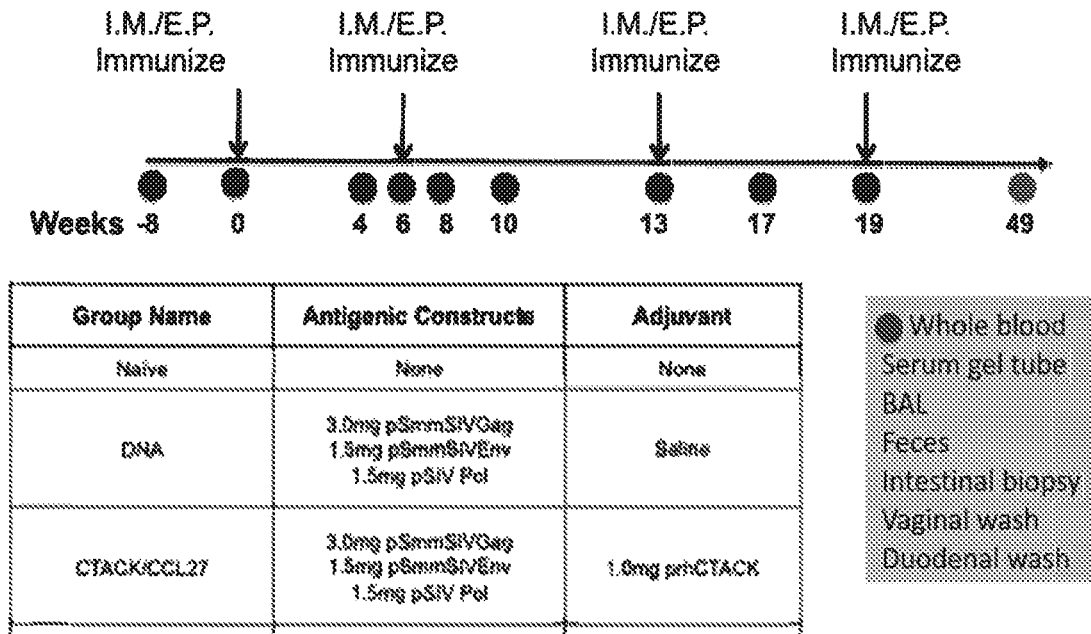 I.M./E.P. I.M./E.P. I.M./E.P. I.M./E.P.
Immunize Immunize Immunize Immunize
Weeks -8 0 4 6 8 10 13 17 19 49
Group Name Antigenic Constructs Adjuvant
Naïve None None
3.0mg pSmmSIVGag
DNA 1.5mg pSmmSIVEnv Saline
1.5mg pSIV Pol
3.0mg pSmmSIVGag
CTACK/CCL27 1.5mg pSmmSIVEnv 1.0mg prhCTACK
1.5mg pSIV Pol
Whole blood
Serum gel tube
BAL
Feces
Intestinal biopsy
Vaginal wash
Duodenal wash